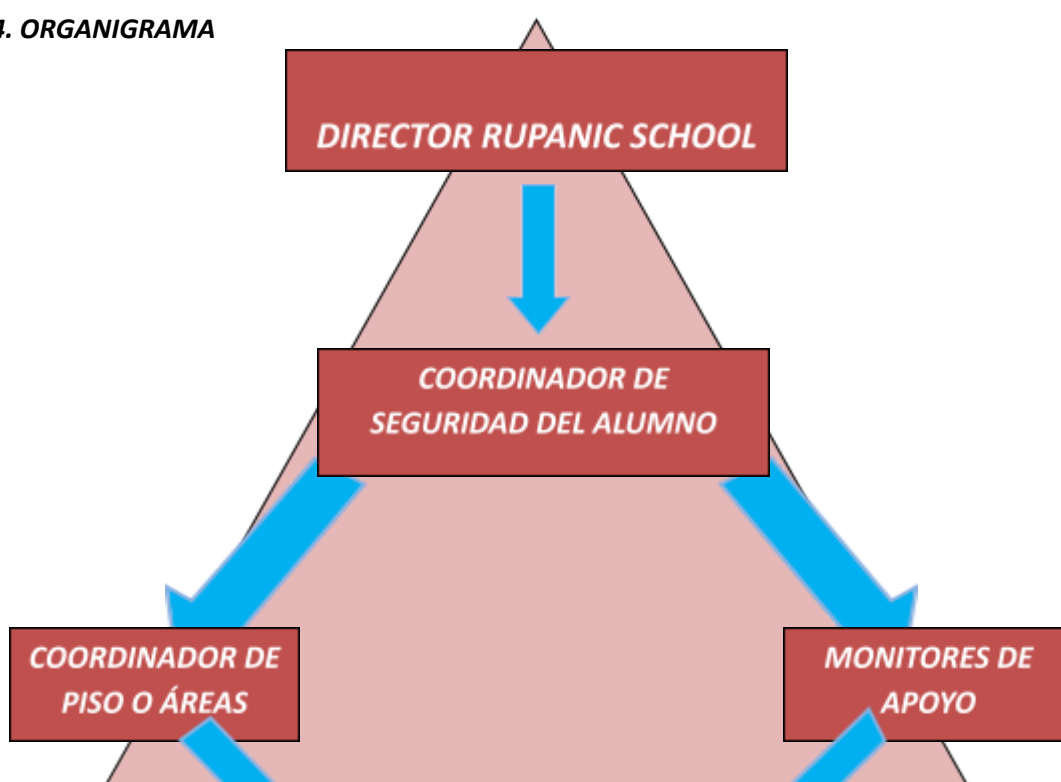 4. ORGANIGRAMA
DIRECTOR RUPANIC SCHOOL
COORDINADOR DE
SEGURIDAD DEL ALUMNO
COORDINADOR DE
PISO O ÁREAS
MONITORES DE
APOYO